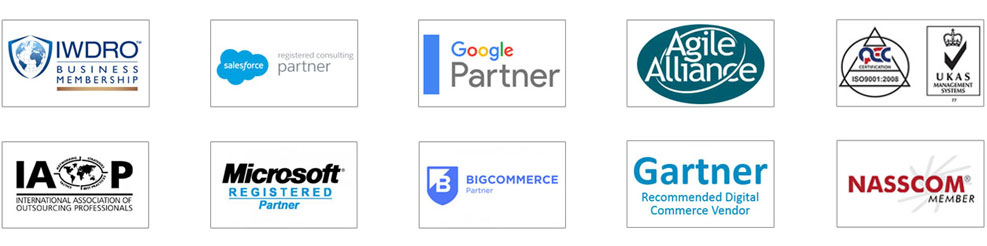 IWDRO™
BUSINESS
MEMBERSHIP
salesforce
registered consulting
partner
Google
Partner
Agile
Alliance
QEC
CERTIFICATION
ISO9001:2008
UKAS
MANAGEMENT
SYSTEMS
IAOP
INTERNATIONAL ASSOCIATION OF
OUTSOURCING PROFESSIONALS
Microsoft®
REGISTERED
Partner
B
BIGCOMMERCE
Partner
Gartner
Recommended Digital
Commerce Vendor
NASSCOM®
MEMBER